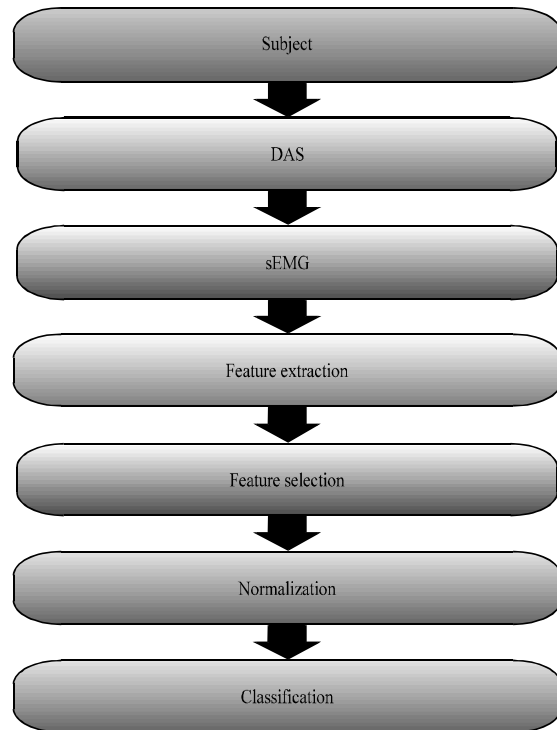 Subject
DAS
sEMG
Feature extraction
Feature selection
Normalization
Classification